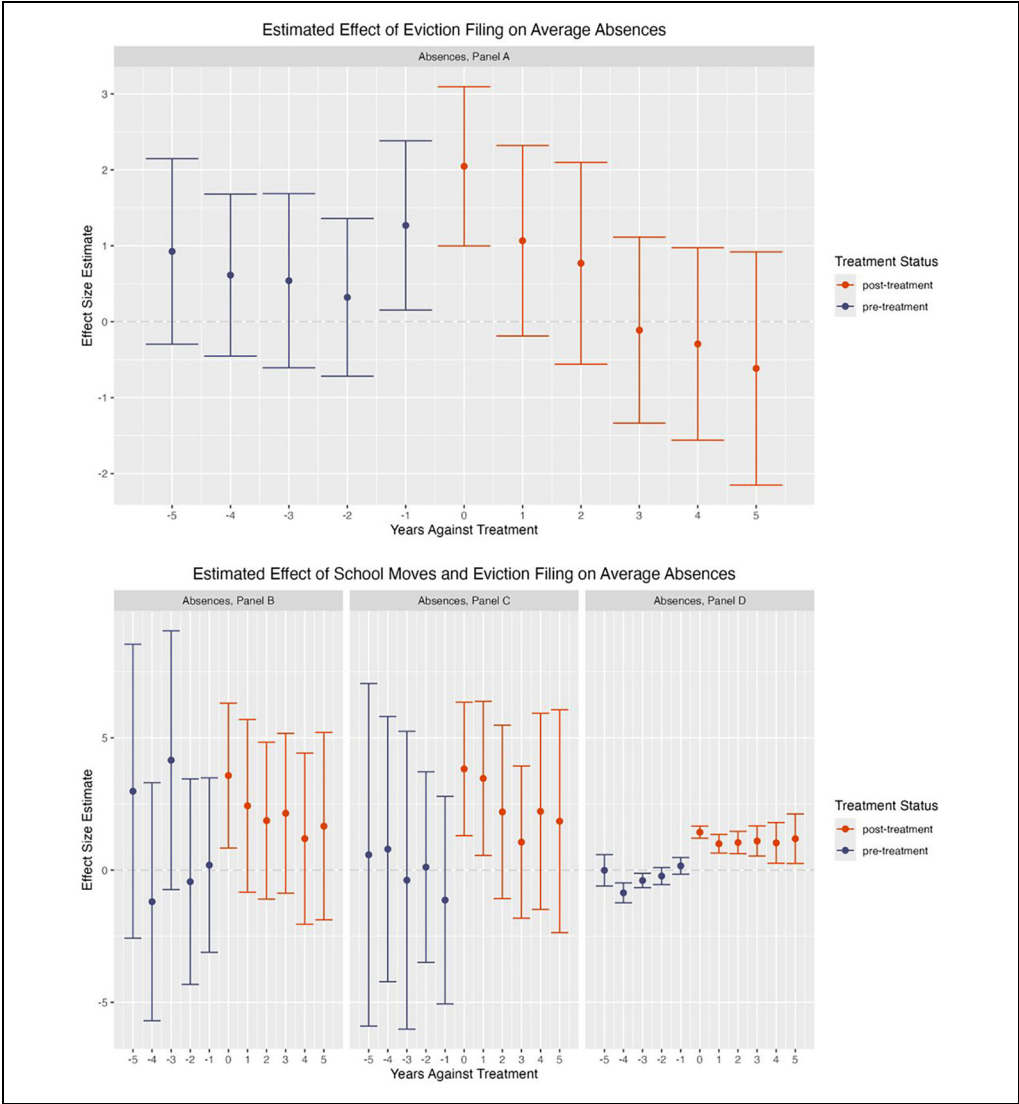 Estimated Effect of Eviction Filing on Average Absences
Absences, Panel A
3
2
1
0
-1
-2
Effect Size Estimate
-5 -4 -3 -2 -1 0 1 2 3 4 5
Years Against Treatment
Treatment Status
post-treatment
pre-treatment
Estimated Effect of School Moves and Eviction Filing on Average Absences
Absences, Panel B Absences, Panel C Absences, Panel D
5
0
-5
Effect Size Estimate
-5 -4 -3 -2 -1 0 1 2 3 4 5 -5 -4 -3 -2 -1 0 1 2 3 4 5 -5 -4 -3 -2 -1 0 1 2 3 4 5
Years Against Treatment
Treatment Status
post-treatment
pre-treatment